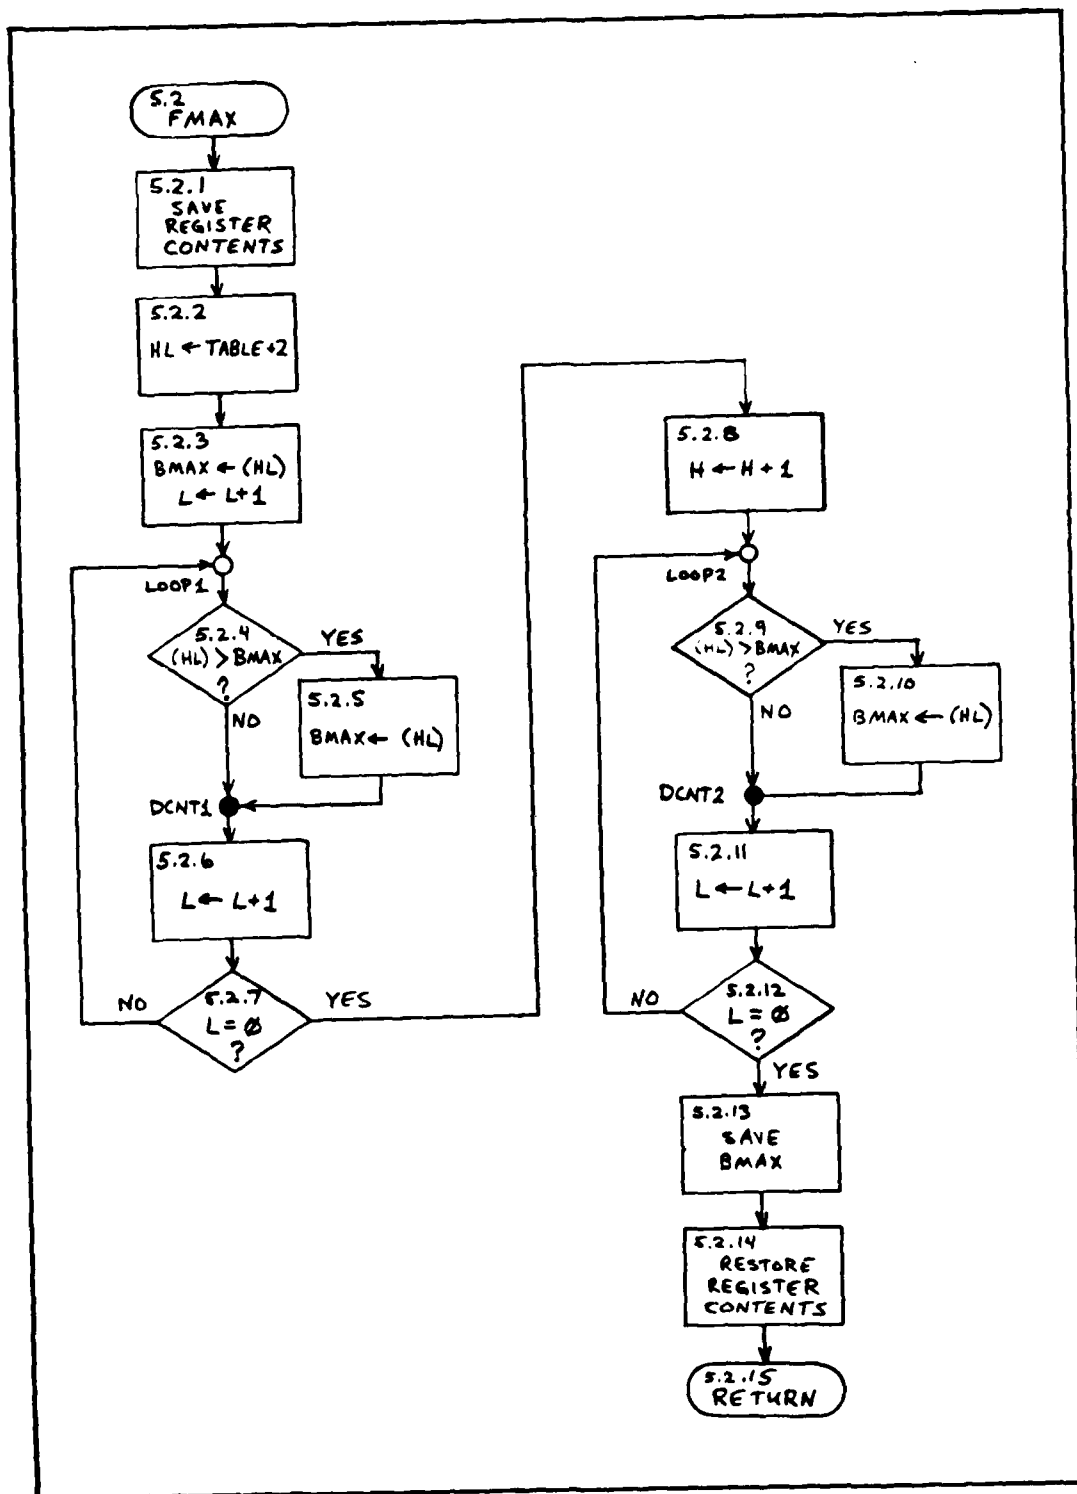 5.2
FMAX
5.2.1
SAVE
REGISTER
CONTENTS
5.2.2
HL ← TABLE+2
5.2.3
BMAX ← (HL)
L ← L+1
LOOP1
5.2.4
(HL) > BMAX
?
YES
NO
5.2.5
BMAX ← (HL)
DCNT1
5.2.6
L ← L+1
5.2.7
L = Ø
?
NO
YES
5.2.8
H ← H + 1
LOOP2
5.2.9
(HL) > BMAX
?
YES
NO
5.2.10
BMAX ← (HL)
DCNT2
5.2.11
L ← L+1
5.2.12
L = Ø
?
NO
YES
5.2.13
SAVE
BMAX
5.2.14
RESTORE
REGISTER
CONTENTS
5.2.15
RETURN